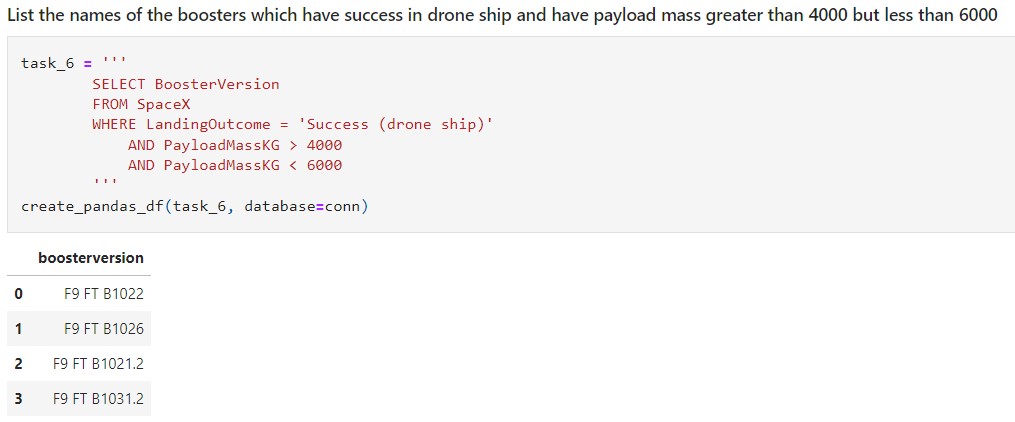 List the names of the boosters which have success in drone ship and have payload mass greater than 4000 but less than 6000
task_6 = '''
SELECT BoosterVersion
FROM SpaceX
WHERE LandingOutcome = 'Success (drone ship)'
AND PayloadMassKG > 4000
AND PayloadMassKG < 6000
'''
create_pandas_df(task_6, database=conn)
boosterversion
0 F9 FT B1022
1 F9 FT B1026
2 F9 FT B1021.2
3 F9 FT B1031.2